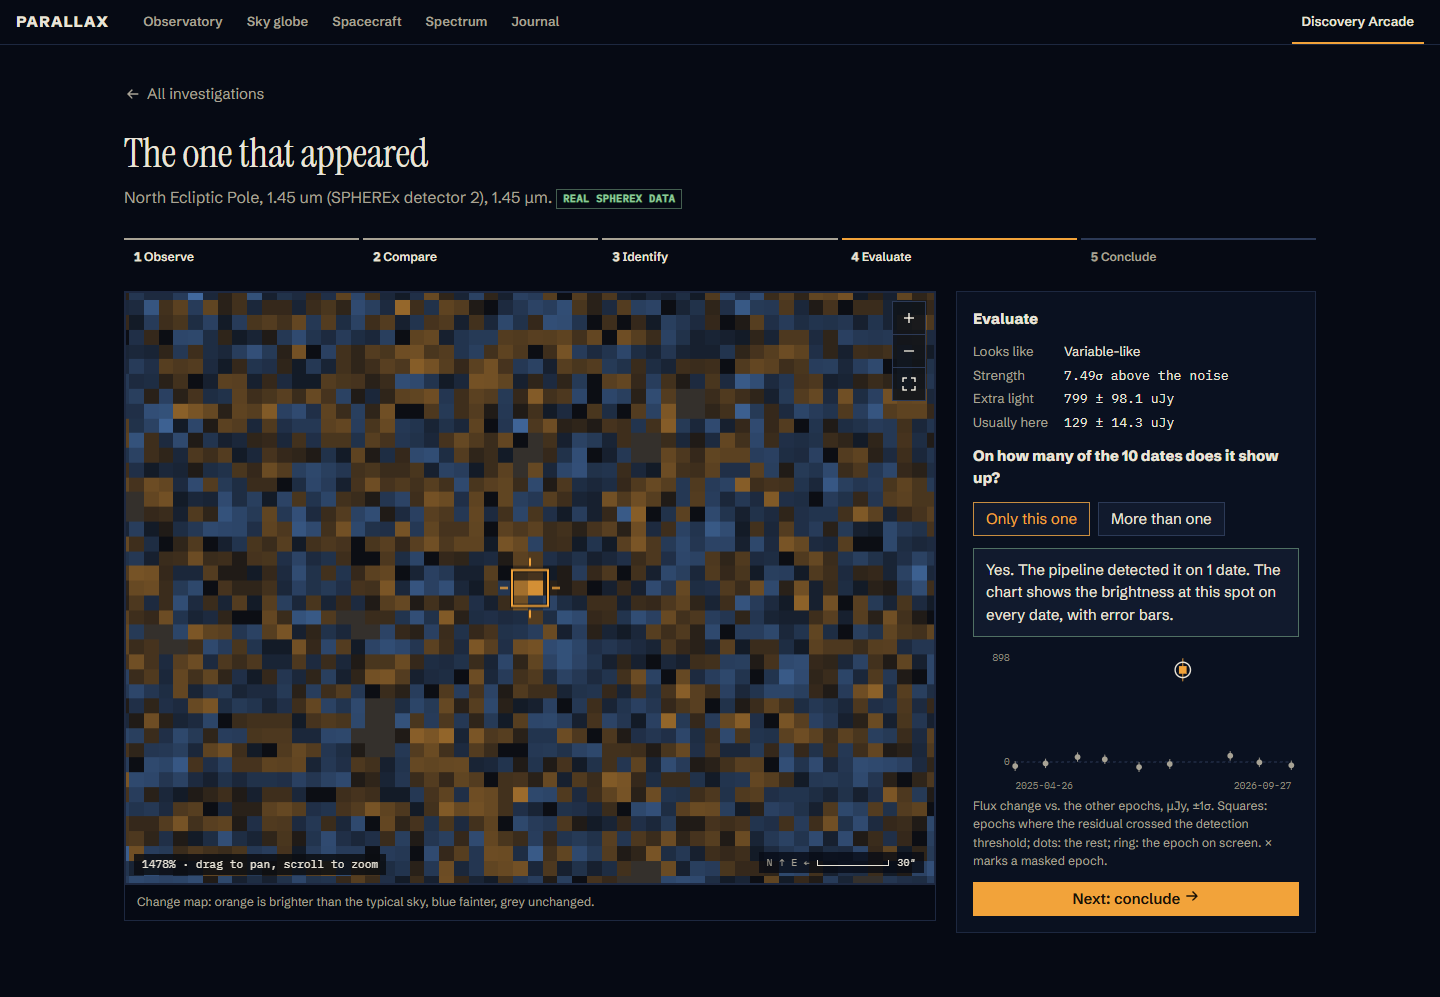 PARALLAX Observatory Sky globe Spacecraft Spectrum Journal Discovery Arcade
← All investigations
The one that appeared
North Ecliptic Pole, 1.45 um (SPHEREx detector 2), 1.45 µm. REAL SPHEREX DATA
1 Observe 2 Compare 3 Identify 4 Evaluate 5 Conclude
+
−
1478% · drag to pan, scroll to zoom
N ↑ E ← 30"
Change map: orange is brighter than the typical sky, blue fainter, grey unchanged.
Evaluate
Looks like Variable-like
Strength 7.49σ above the noise
Extra light 799 ± 98.1 uJy
Usually here 129 ± 14.3 uJy
On how many of the 10 dates does it show
up?
Only this one More than one
Yes. The pipeline detected it on 1 date. The
chart shows the brightness at this spot on
every date, with error bars.
898
0
2025-04-26 2026-09-27
Flux change vs. the other epochs, µJy, ±1σ. Squares:
epochs where the residual crossed the detection
threshold; dots: the rest; ring: the epoch on screen. ×
marks a masked epoch.
Next: conclude →